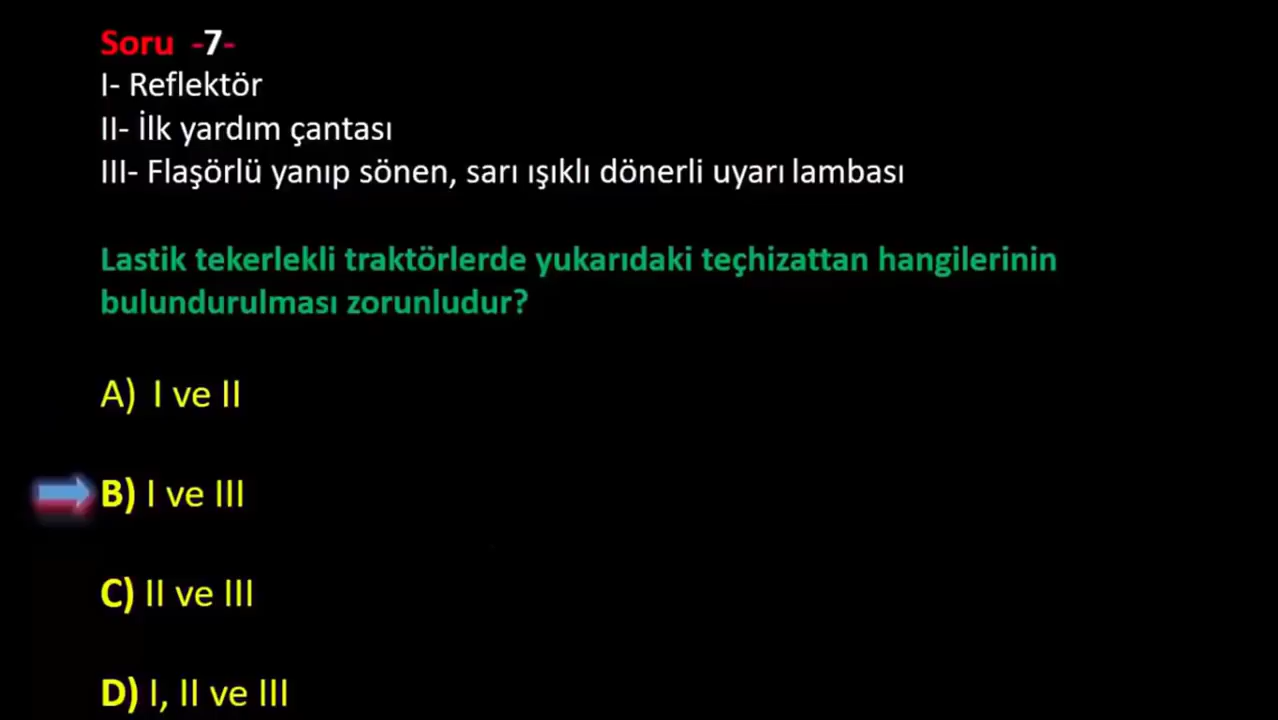 Soru -7-
I- Reflektör
II- İlk yardım çantası
III- Flaşörlü yanıp sönen, sarı ışıklı dönerli uyarı lambası
Lastik tekerlekli traktörlerde yukarıdaki teçhizattan hangilerinin
bulundurulması zorunludur?
A) I ve II
B) I ve III
C) II ve III
D) I, II ve III